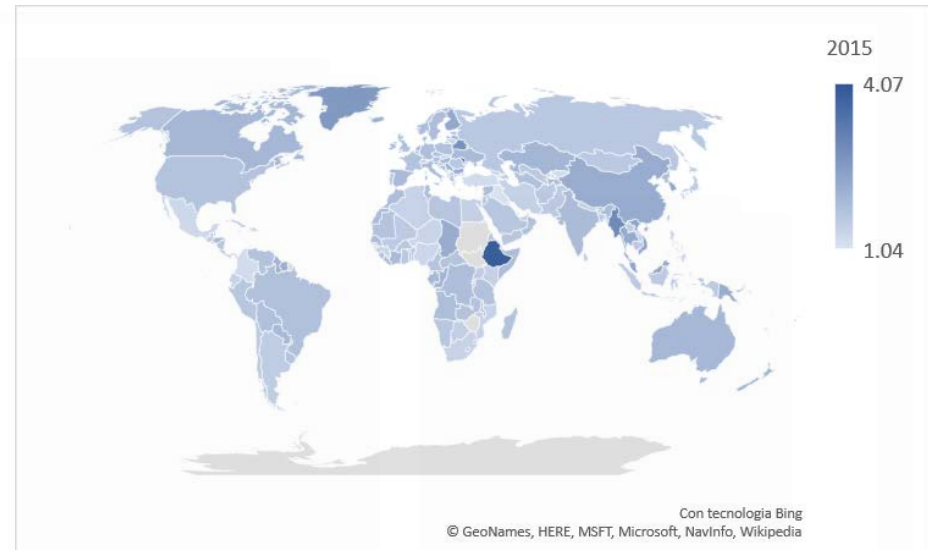 2015
4.07
1.04
Con tecnologia Bing
© GeoNames, HERE, MSFT, Microsoft, NavInfo, Wikipedia